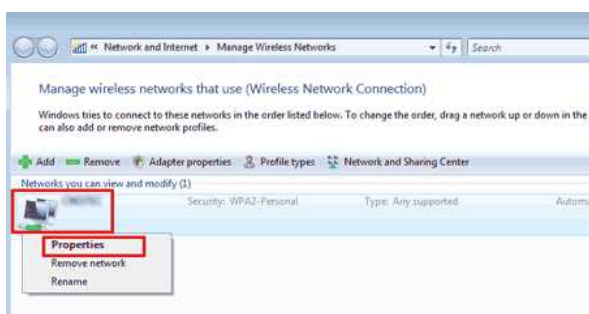 « Network and Internet ▸ Manage Wireless Networks
Search
Manage wireless networks that use (Wireless Network Connection)
Windows tries to connect to these networks in the order listed below. To change the order, drag a network up or down in the
can also add or remove network profiles.
Add Remove Adapter properties Profile types Network and Sharing Center
Networks you can view and modify (1)
Security: WPA2-Personal Type: Any supported Automa
Properties
Remove network
Rename